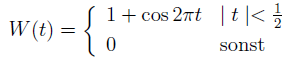 W(t) = { 1 + cos 2πt | t |< 1/2
0 sonst